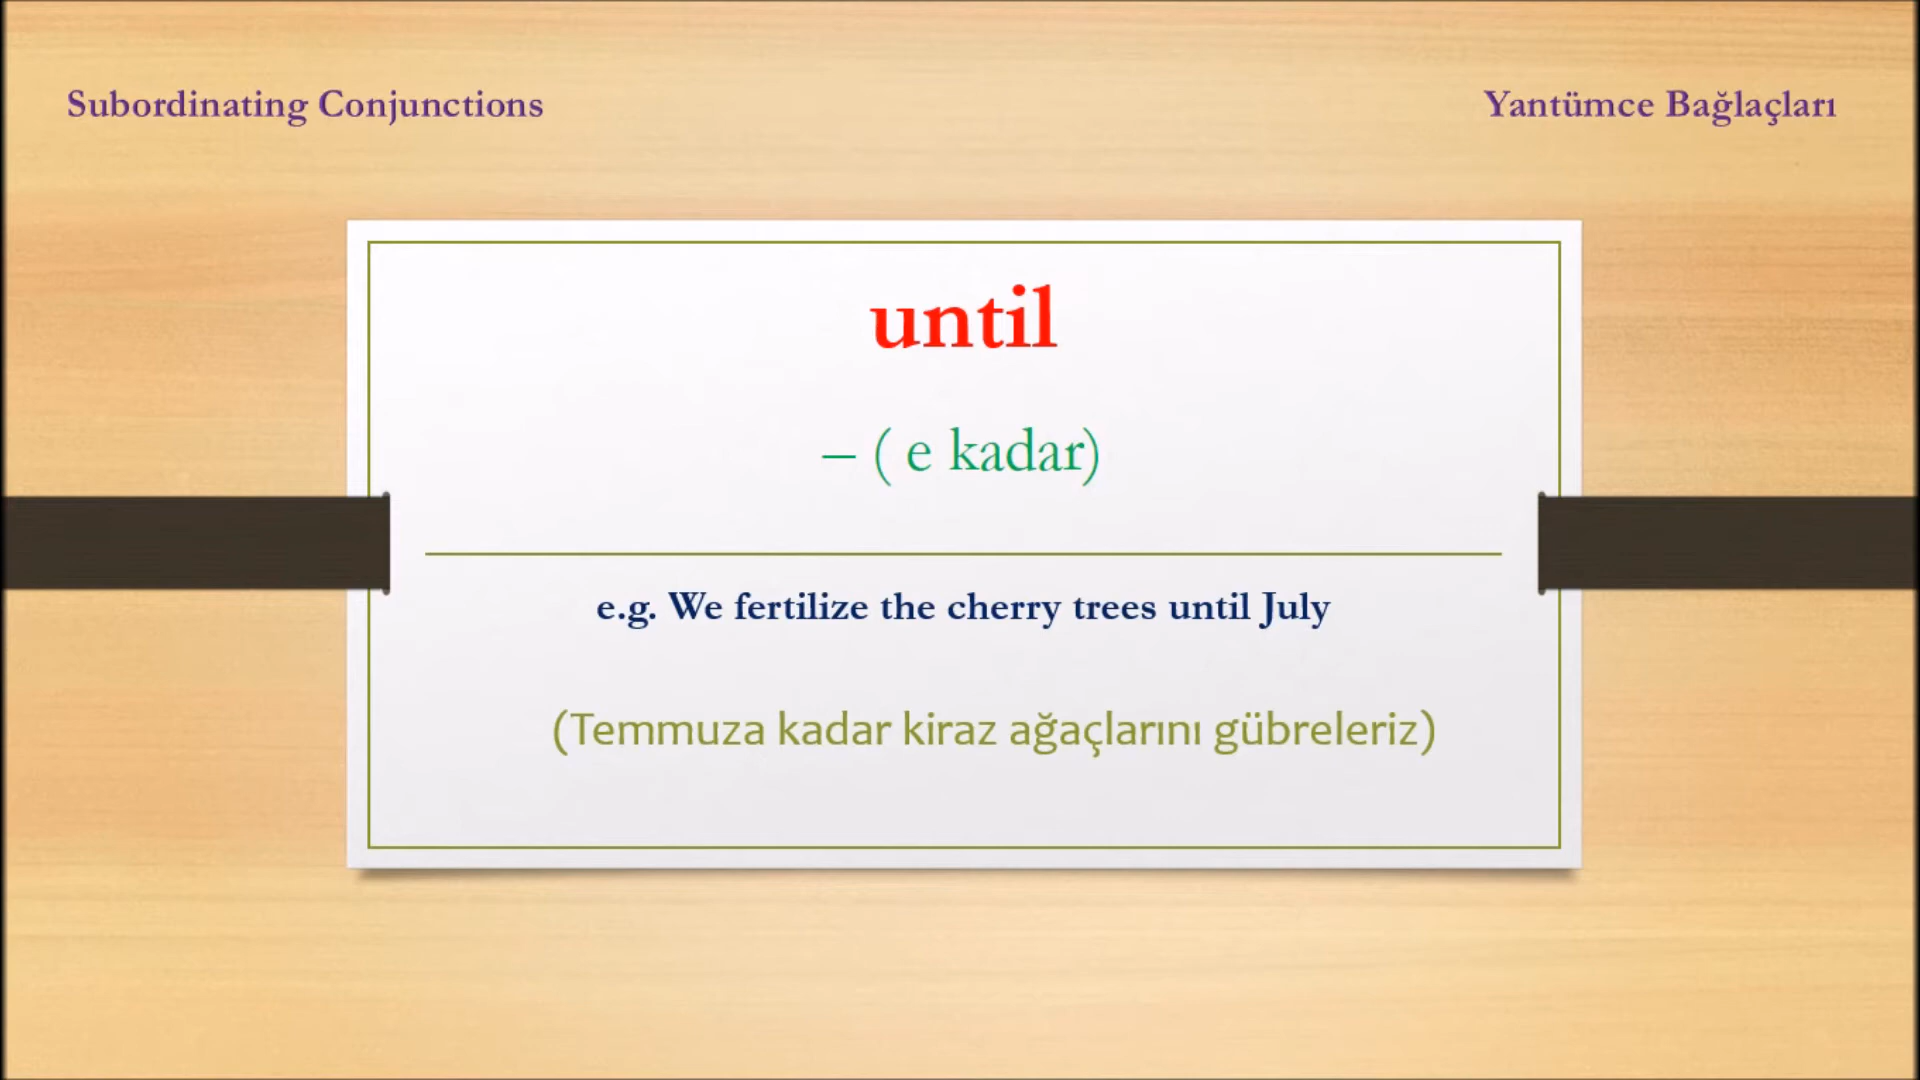 Subordinating Conjunctions
Yantümce Bağlaçları
until
– ( e kadar)
e.g. We fertilize the cherry trees until July
(Temmuza kadar kiraz ağaçlarını gübreleriz)